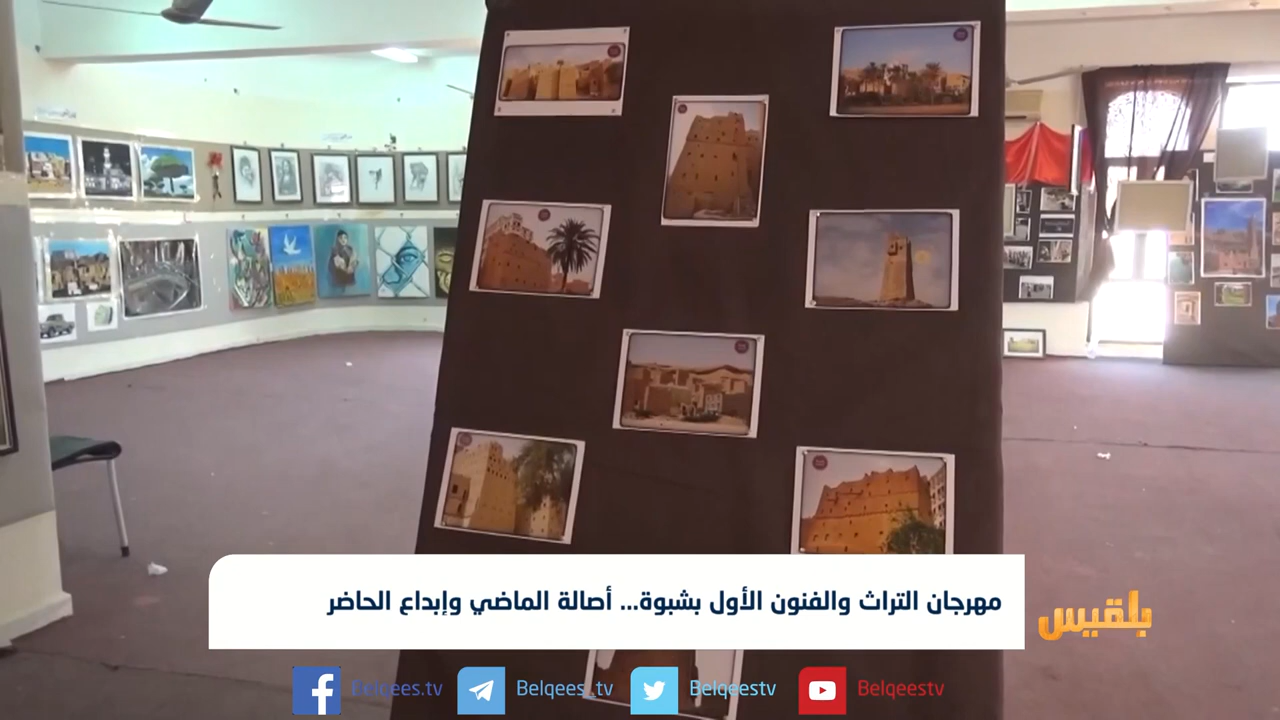 مهرجان التراث والفنون الأول بشبوة... أصالة الماضي وإبداع الحاضر
بلقيس
Belqees.tv
Belqees_tv
Belqeestv
Belqeestv